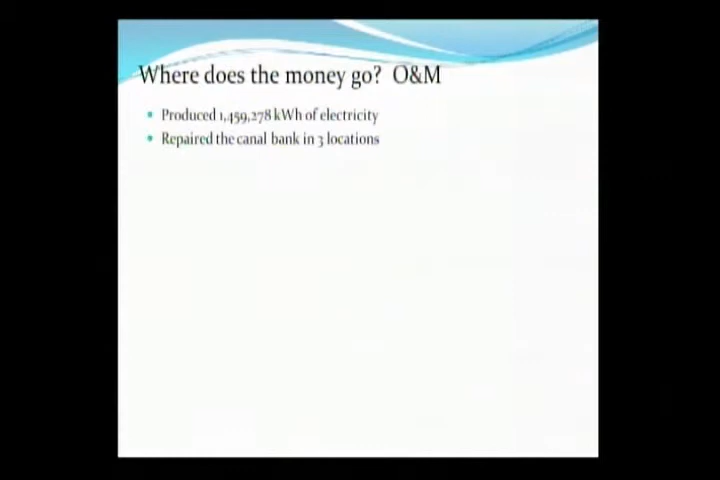 Where does the money go? O&M
Produced 1,459,278 kWh of electricity
Repaired the canal bank in 3 locations